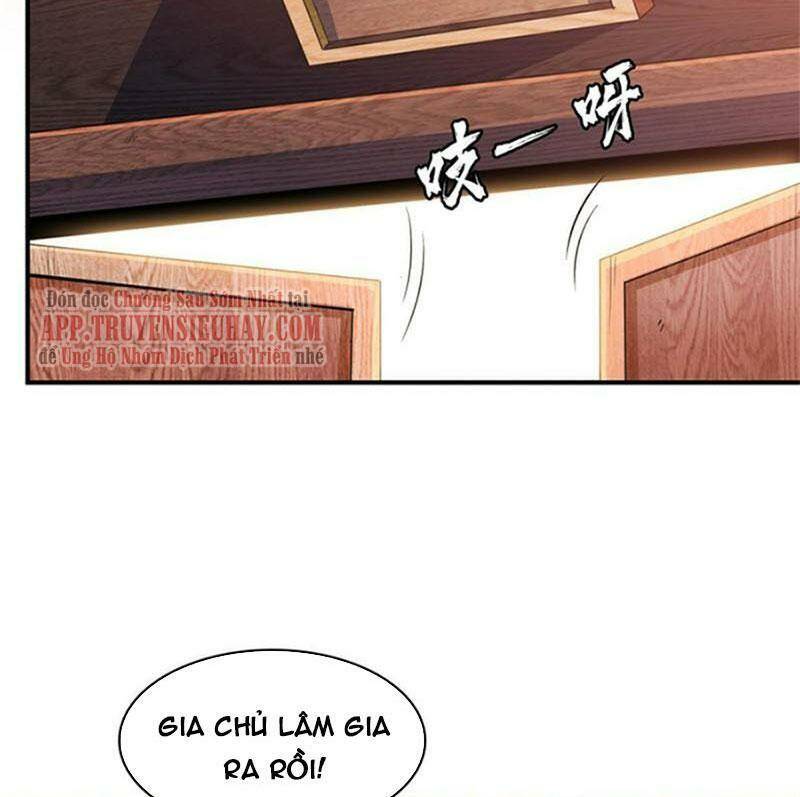 吱一呀
Đón đọc Chương Sau Sớm Nhất tại
APP.TRUYENSIEUHAY.COM
để Ủng Hộ Nhóm Dịch Phát Triển nhé
GIA CHỦ LÂM GIA
RA RỒI!